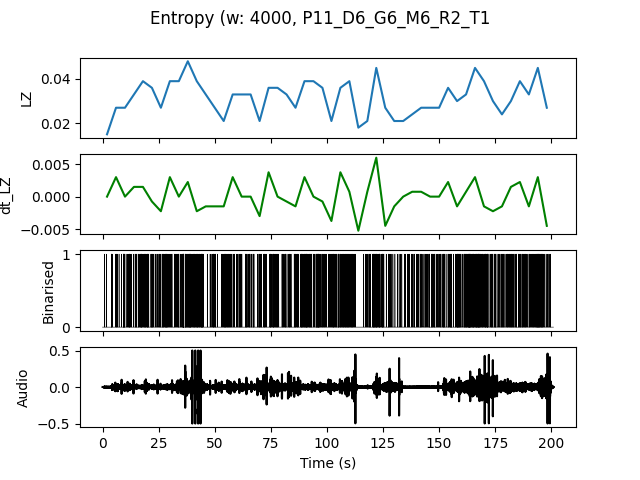 Entropy (w: 4000, P11_D6_G6_M6_R2_T1
LZ
0.04
0.02
dt_LZ
0.005
0.000
−0.005
Binarised
1
0
Audio
0.5
0.0
−0.5
0 25 50 75 100 125 150 175 200
Time (s)